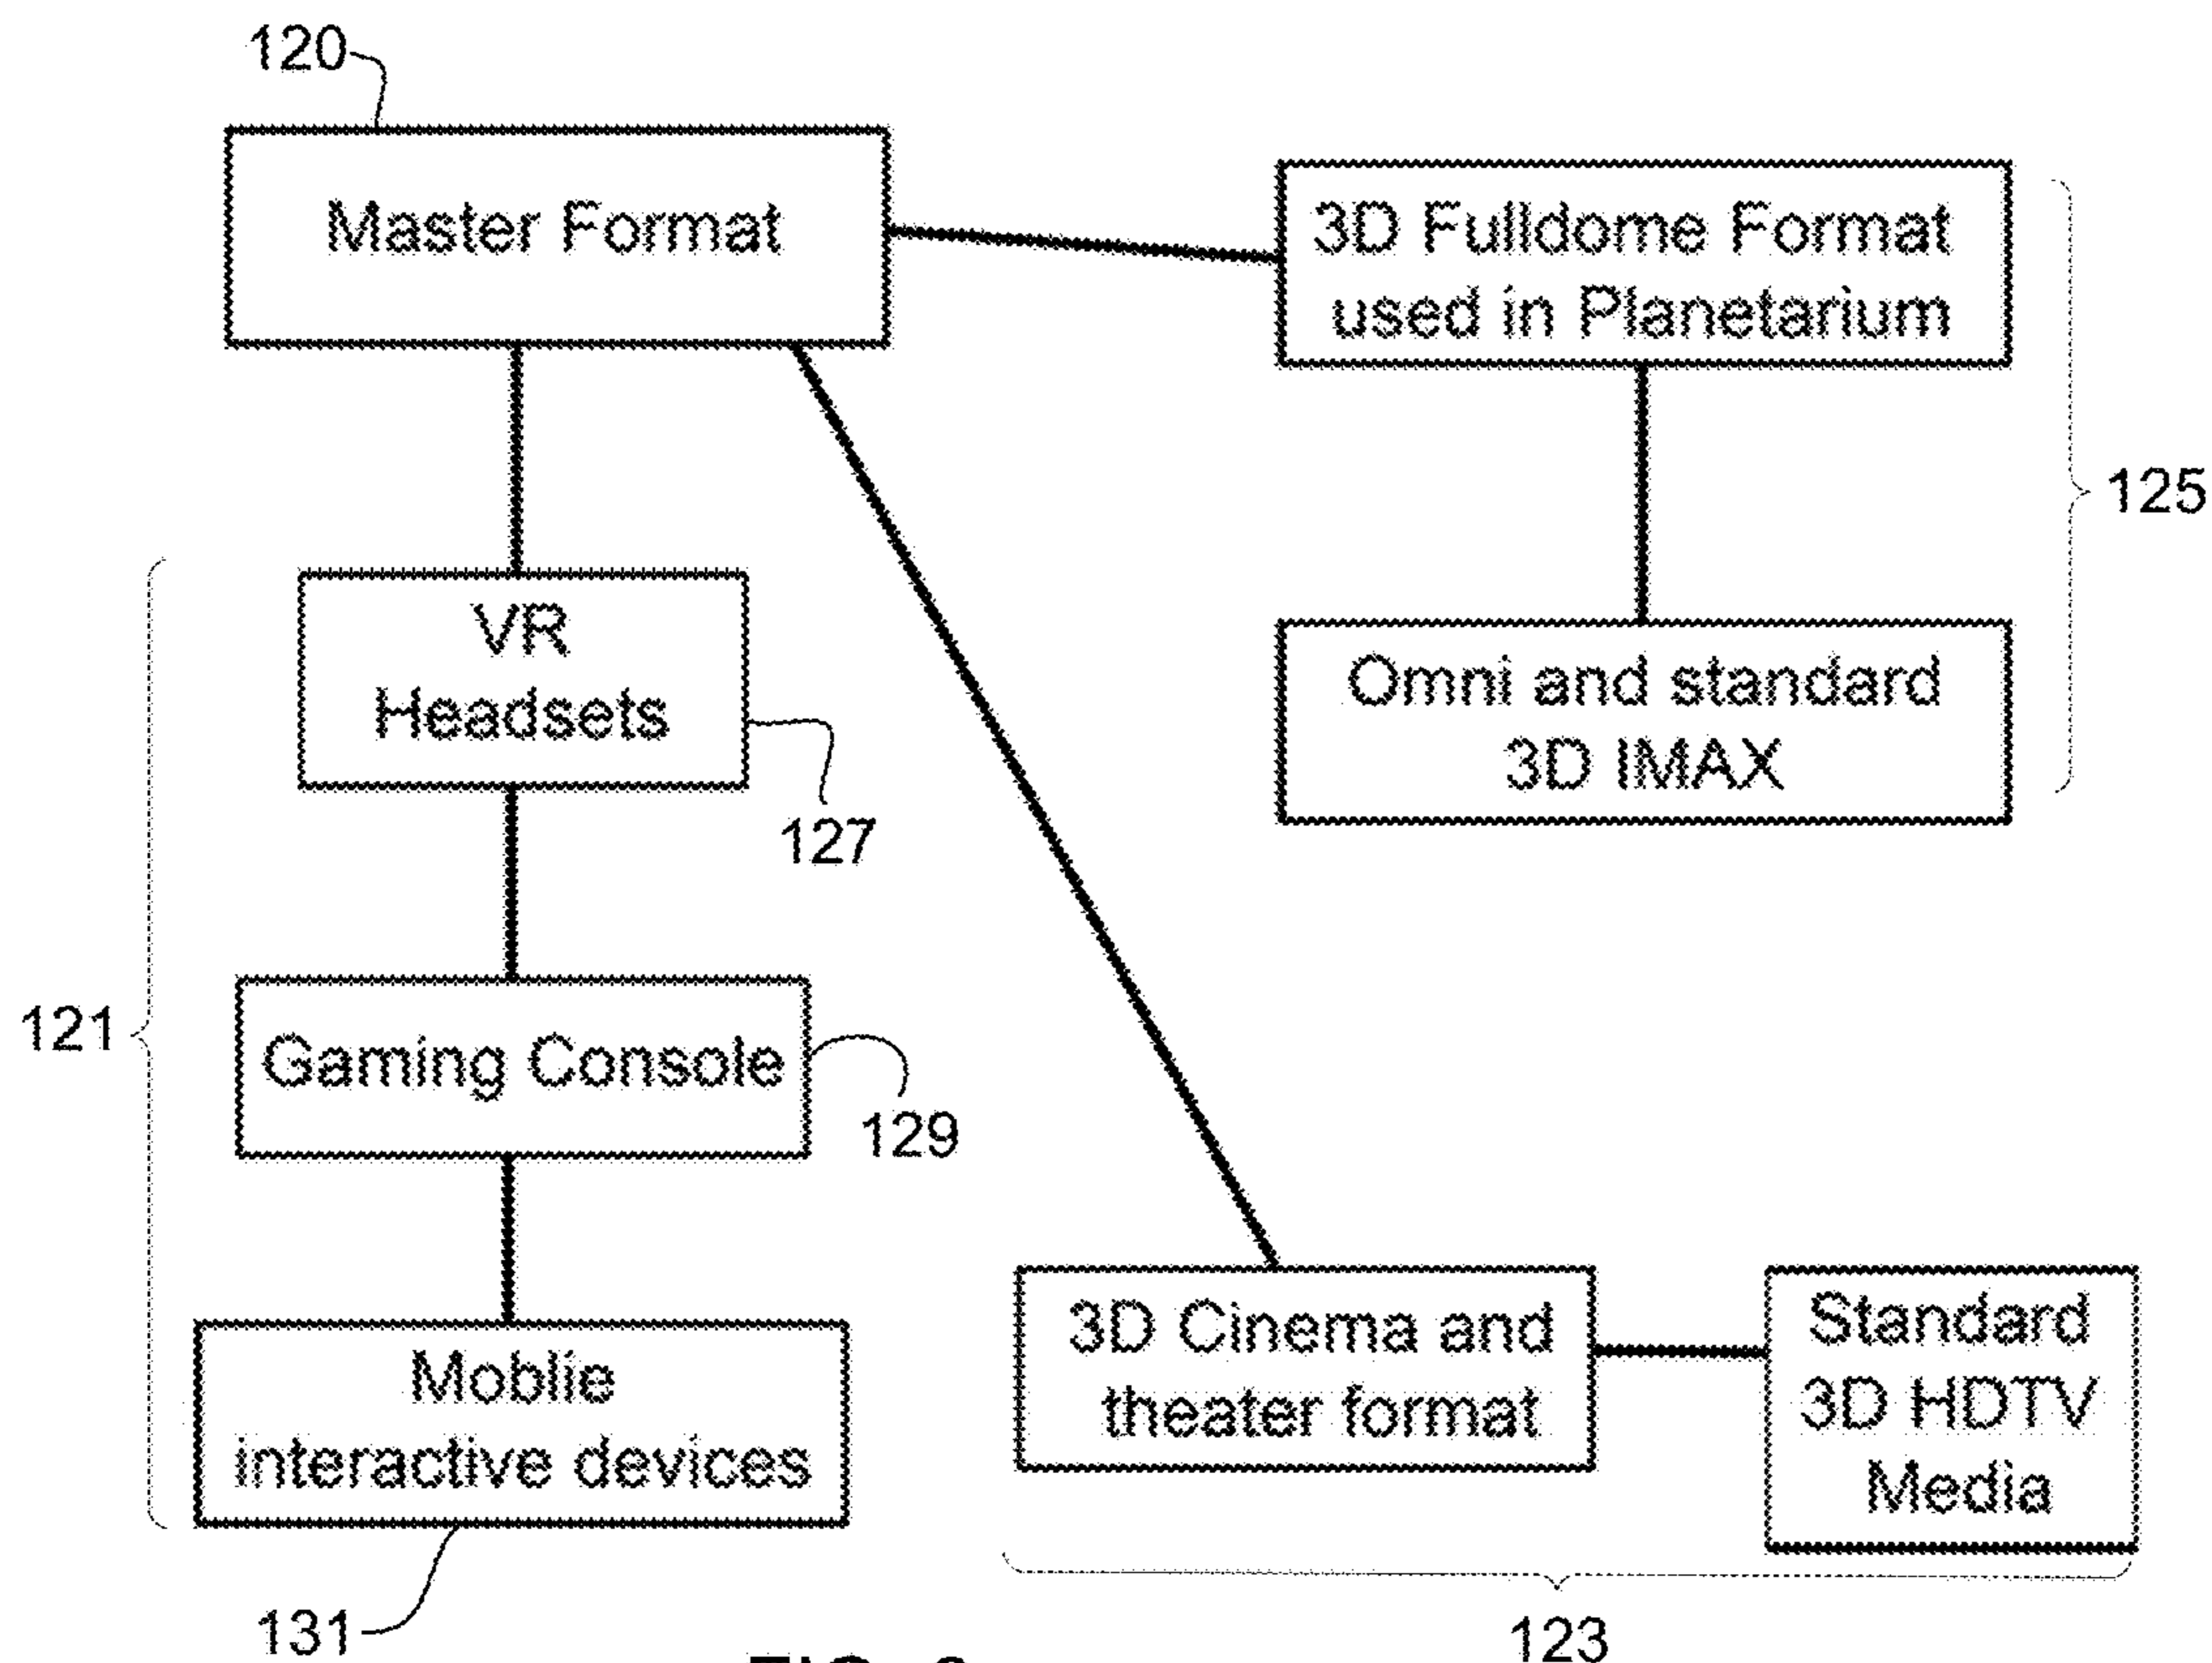 120
Master Format
3D Fulldome Format
used in Planetarium
125
VR
Headsets
127
Omni and standard
3D IMAX
121
Gaming Console
129
Moblie
interactive devices
131
3D Cinema and
theater format
Standard
3D HDTV
Media
123